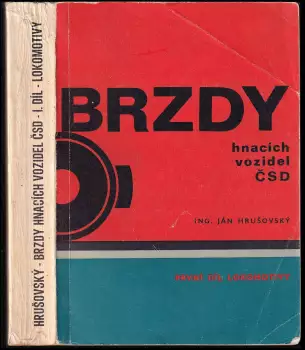 HRUŠOVSKÝ - BRZDY HNACÍCH VOZIDEL ČSD - I. DÍL - LOKOMOTIVY
BRZDY
hnacích
vozidel
ČSD
ING. JÁN HRUŠOVSKÝ
PRVNÍ DÍL LOKOMOTIVY